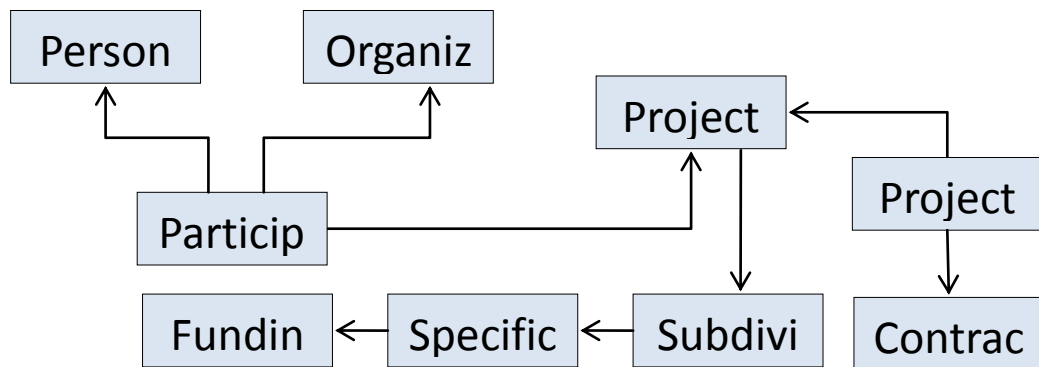 Person
Organiz
Project
Project
Particip
Fundin
Specific
Subdivi
Contrac